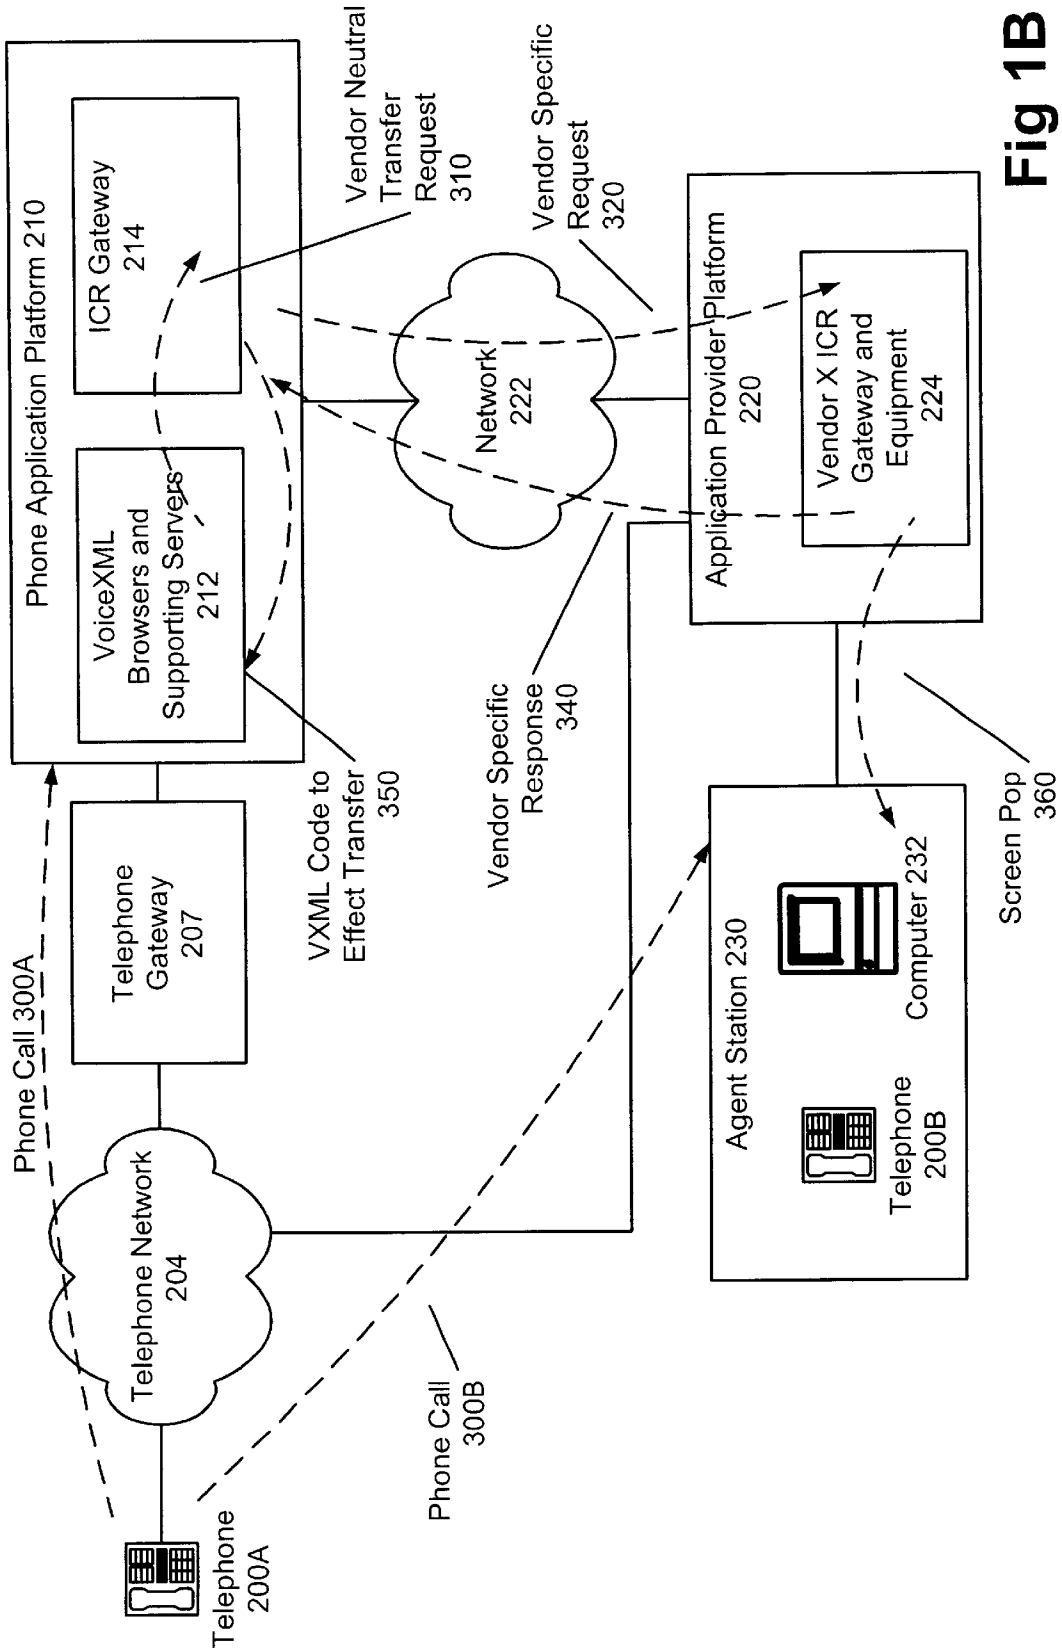 Phone Call 300A
Phone Application Platform 210
Telephone
200A
Telephone Network
204
Telephone
Gateway
207
VoiceXML
Browsers and
Supporting Servers
212
ICR Gateway
214
VXML Code to
Effect Transfer
350
Vendor Neutral
Transfer
Request
310
Phone Call
300B
Vendor Specific
Response
340
Network
222
Vendor Specific
Request
320
Agent Station 230
Telephone
200B
Computer 232
Application Provider Platform
220
Vendor X ICR
Gateway and
Equipment
224
Screen Pop
360
Fig 1B